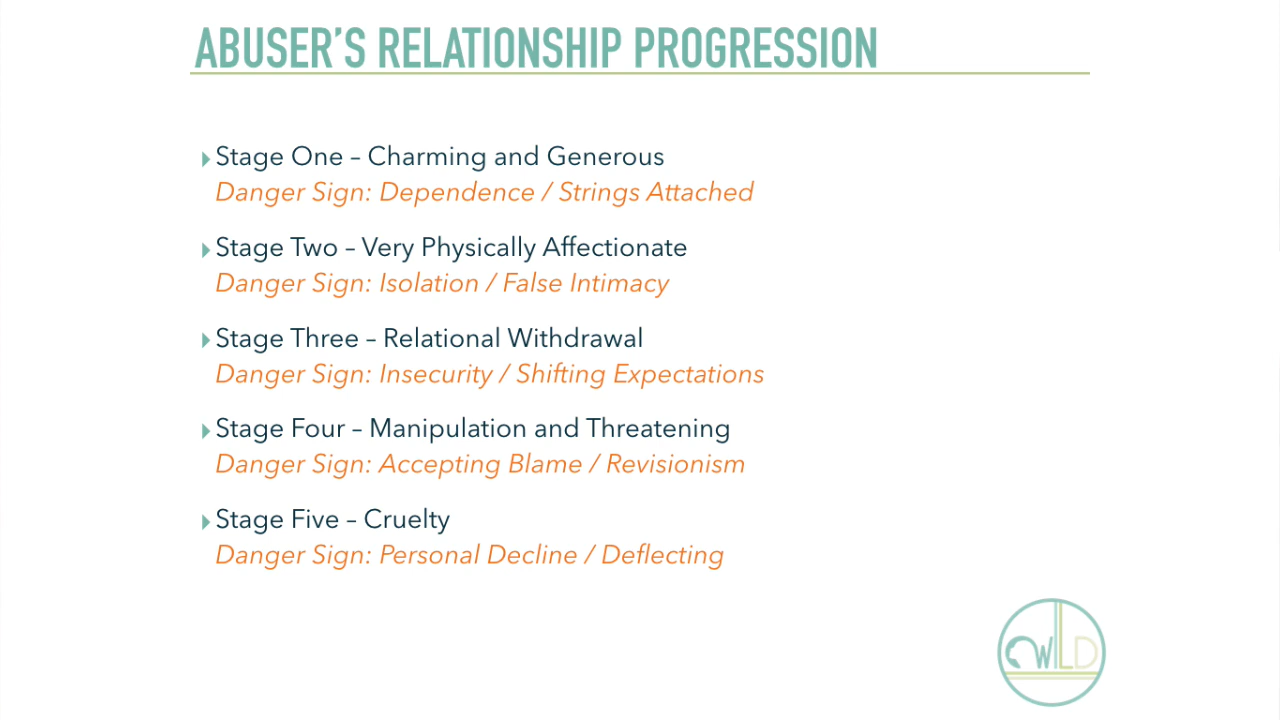 ABUSER'S RELATIONSHIP PROGRESSION
Stage One – Charming and Generous
Danger Sign: Dependence / Strings Attached
Stage Two – Very Physically Affectionate
Danger Sign: Isolation / False Intimacy
Stage Three – Relational Withdrawal
Danger Sign: Insecurity / Shifting Expectations
Stage Four – Manipulation and Threatening
Danger Sign: Accepting Blame / Revisionism
Stage Five – Cruelty
Danger Sign: Personal Decline / Deflecting
WILD